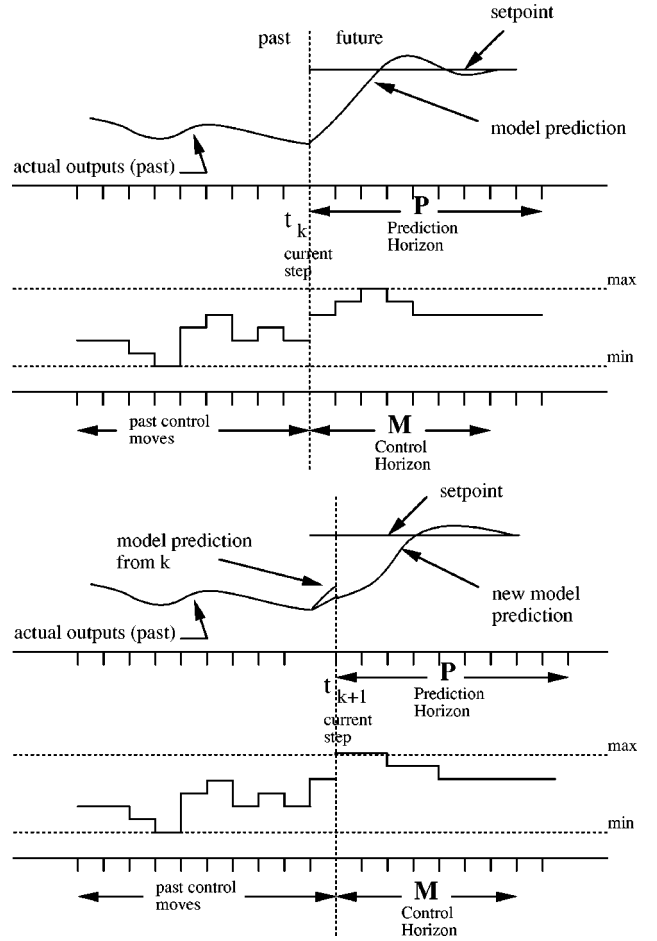 setpoint
past
future
model prediction
actual outputs (past)
t k
P
Prediction
Horizon
current
step
max
min
past control
moves
M
Control
Horizon
setpoint
model prediction
from k
new model
prediction
actual outputs (past)
t k+1
P
Prediction
Horizon
current
step
max
min
past control
moves
M
Control
Horizon